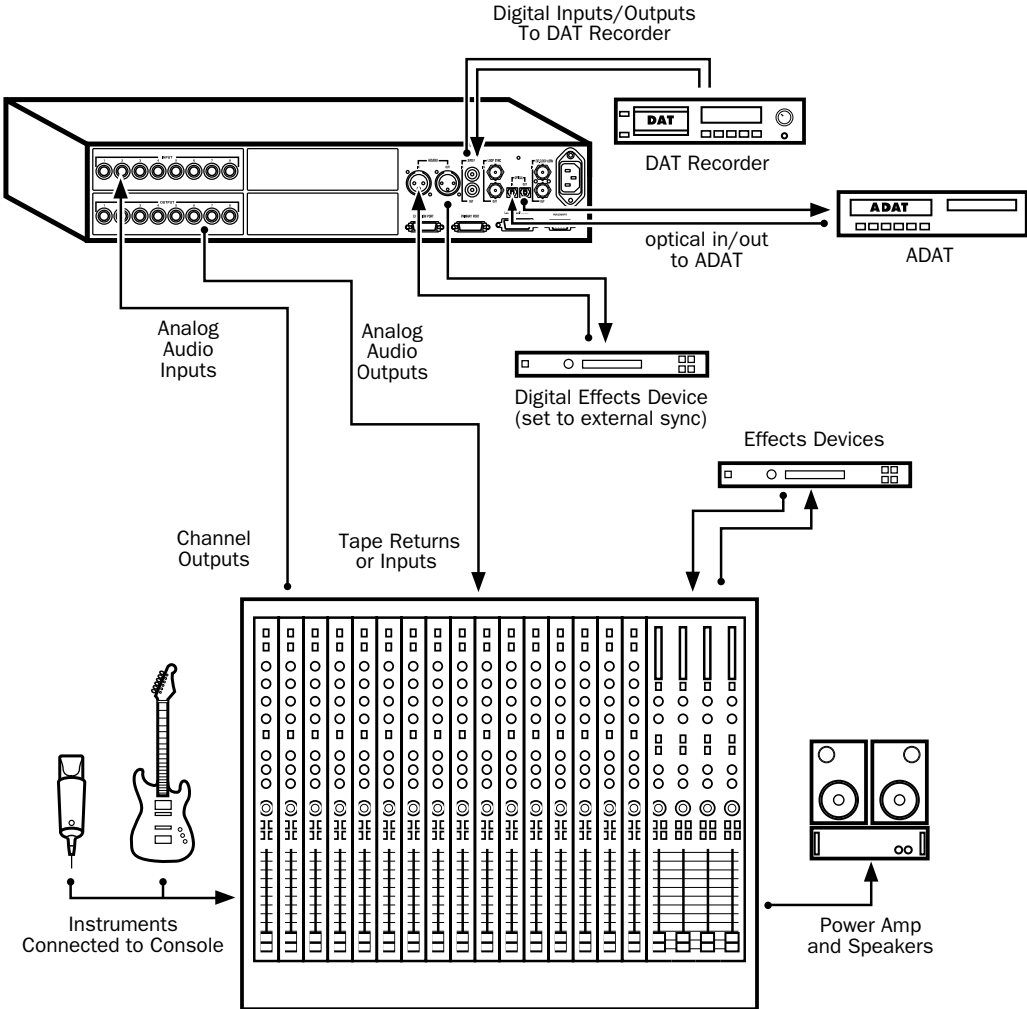 Digital Inputs/Outputs
To DAT Recorder
DAT
DAT Recorder
INPUT
OUTPUT
ADAT
ADAT
optical in/out
to ADAT
Analog
Audio
Inputs
Analog
Audio
Outputs
Digital Effects Device
(set to external sync)
Effects Devices
Channel
Outputs
Tape Returns
or Inputs
Instruments
Connected to Console
Power Amp
and Speakers